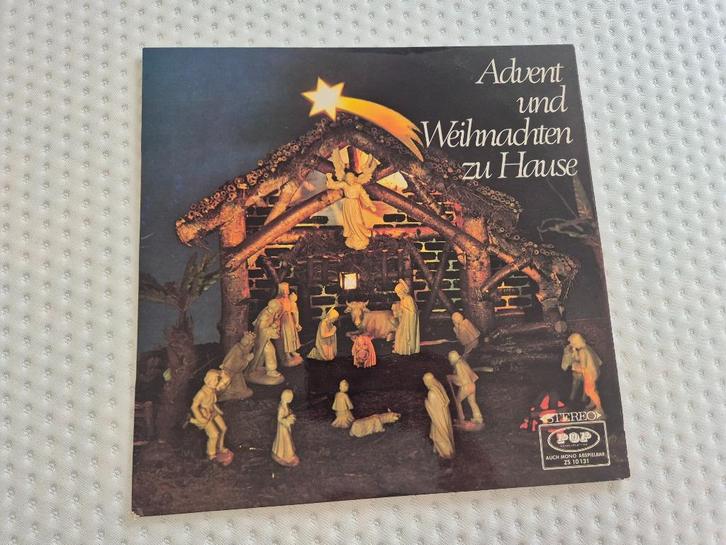 Advent
und
Weihnachten
zu Hause
STEREO
POP
AUCH MONO ABSPIELBAR
ZS 10 131